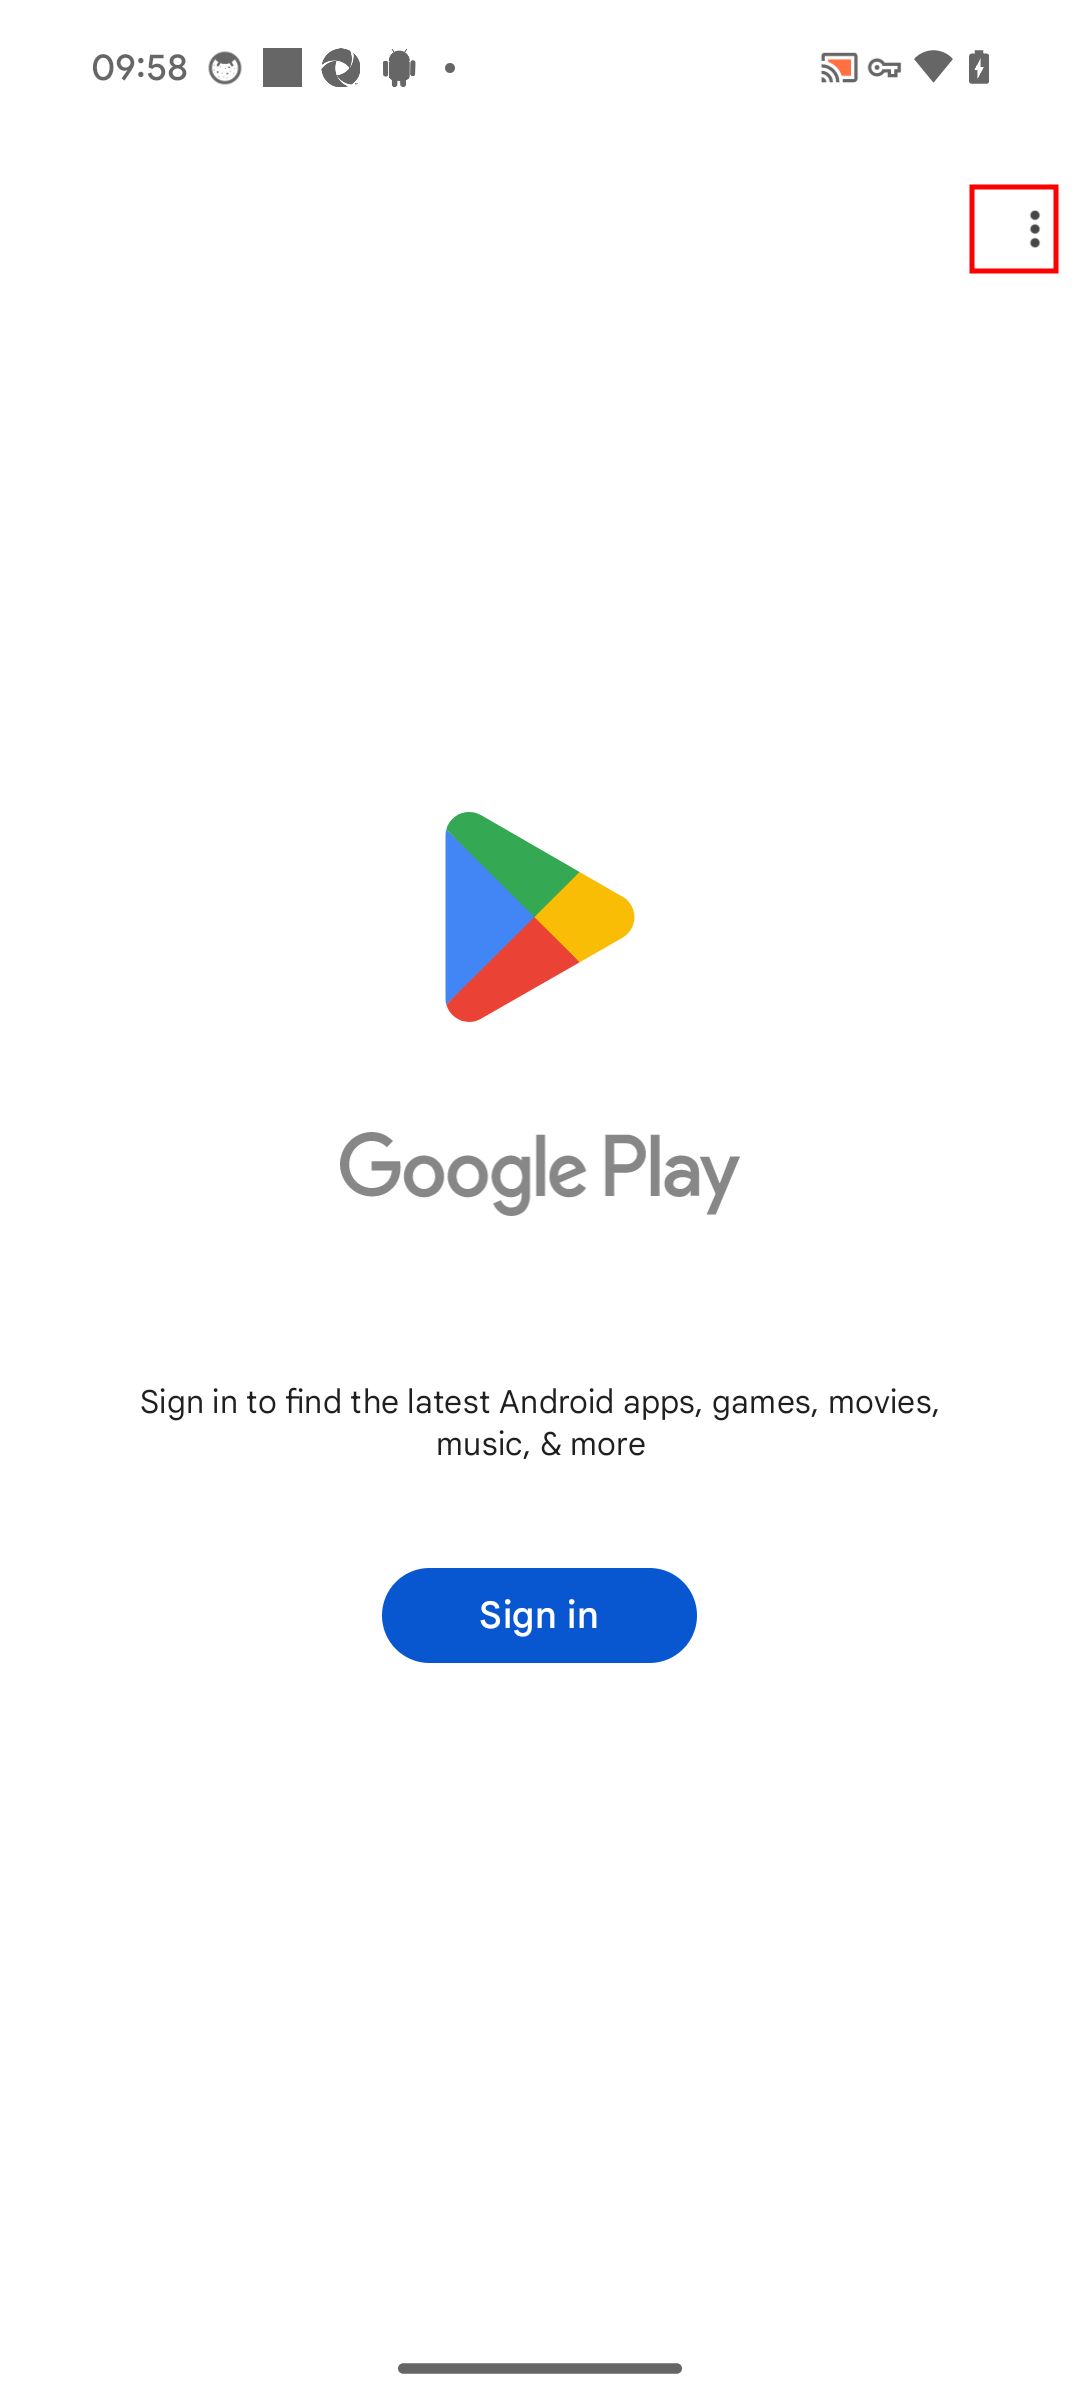 09:58
Google Play
Sign in to find the latest Android apps, games, movies,
music, & more
Sign in